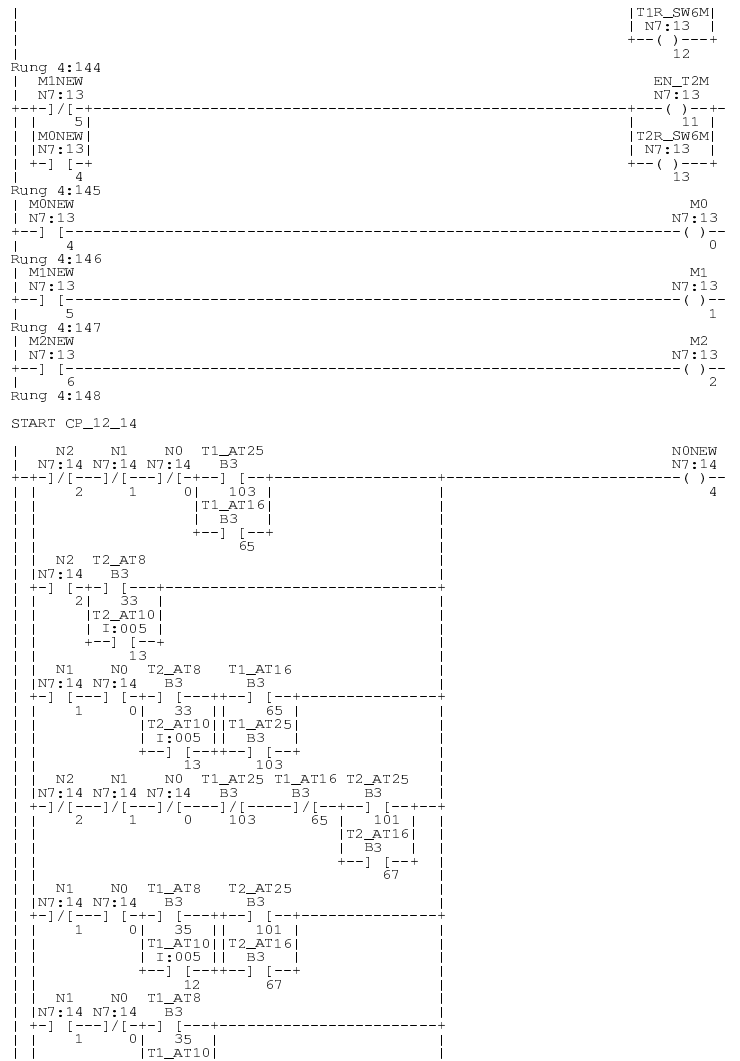 |                                                                    |T1R_SW6M|
|                                                                    | N7:13  |
|                                                                    +--( )---+
|                                                                         12
Rung 4:144
|  M1NEW                                                               EN_T2M
|  N7:13                                                               N7:13
+-+-]/[-+------------------------------------------------------------+---( )--+-
| |    5|                                                            |     11 |
| |M0NEW|                                                            |T2R_SW6M|
| |N7:13|                                                            | N7:13  |
| +-] [-+                                                            +--( )---+
|      4                                                                  13
Rung 4:145
| M0NEW                                                                    M0
| N7:13                                                                  N7:13
+--] [--------------------------------------------------------------------( )--
|     4                                                                      0
Rung 4:146
| M1NEW                                                                    M1
| N7:13                                                                  N7:13
+--] [--------------------------------------------------------------------( )--
|     5                                                                      1
Rung 4:147
| M2NEW                                                                    M2
| N7:13                                                                  N7:13
+--] [--------------------------------------------------------------------( )--
|     6                                                                      2
Rung 4:148
START CP_12_14
|    N2    N1    N0  T1_AT25                                             N0NEW
|  N7:14 N7:14 N7:14   B3                                                N7:14
+-+-]/[---]/[---]/[-+--] [--+------------------+--------------------------( )--
| |    2     1     0|   103 |                  |                             4
| |                 |T1_AT16|                  |
| |                 |  B3   |                  |
| |                 +--] [--+                  |
| |                      65                    |
| |  N2  T2_AT8                                |
| |N7:14   B3                                  |
| +-] [-+-] [---+------------------------------+
| |    2|   33  |                              |
| |     |T2_AT10|                              |
| |     | I:005 |                              |
| |     +--] [--+                              |
| |          13                                |
| |  N1    N0  T2_AT8   T1_AT16                |
| |N7:14 N7:14   B3       B3                   |
| +-] [---] [-+-] [---++--] [--+---------------+
| |    1     0|   33  ||    65 |               |
| |           |T2_AT10||T1_AT25|               |
| |           | I:005 ||  B3   |               |
| |           +--] [--++--] [--+               |
| |                13      103                 |
| |  N2    N1    N0  T1_AT25 T1_AT16 T2_AT25   |
| |N7:14 N7:14 N7:14   B3      B3      B3      |
| +-]/[---]/[---]/[----]/[-----]/[--+--] [--+--+
| |    2     1     0    103      65 |   101 |  |
| |                                 |T2_AT16|  |
| |                                 |  B3   |  |
| |                                 +--] [--+  |
| |                                      67    |
| |  N1    N0  T1_AT8   T2_AT25                |
| |N7:14 N7:14   B3       B3                   |
| +-]/[---] [-+-] [---++--] [--+---------------+
| |    1     0|   35  ||   101 |               |
| |           |T1_AT10||T2_AT16|               |
| |           | I:005 ||  B3   |               |
| |           +--] [--++--] [--+               |
| |                12       67                 |
| |  N1    N0  T1_AT8                          |
| |N7:14 N7:14   B3                            |
| +-] [---]/[-+-] [---+------------------------+
| |    1     0|   35  |                        |
| |           |T1_AT10|                        |